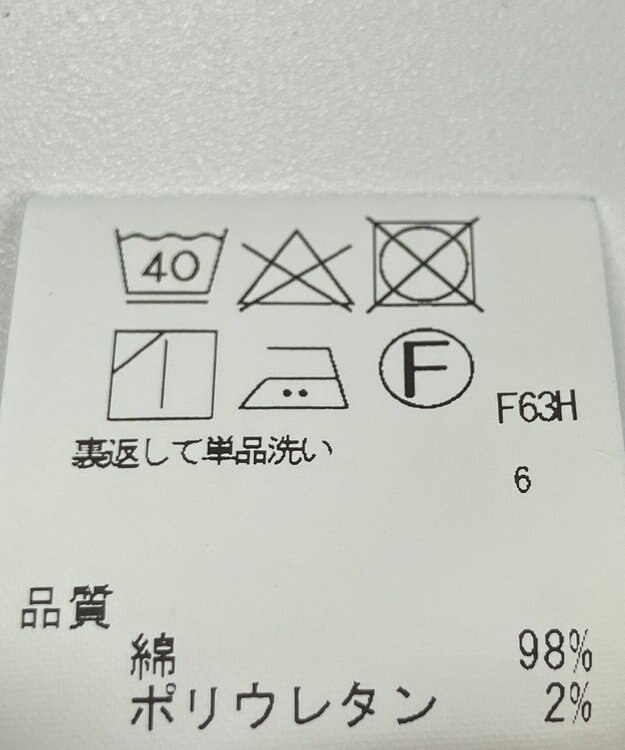 40
F
F63H
裏返して単品洗い
6
品質
綿 98%
ポリウレタン 2%